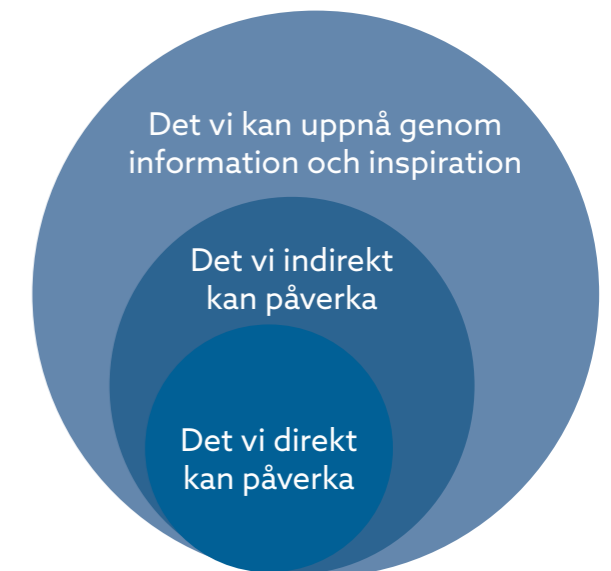 Det vi kan uppnå genom
information och inspiration
Det vi indirekt
kan påverka
Det vi direkt
kan påverka